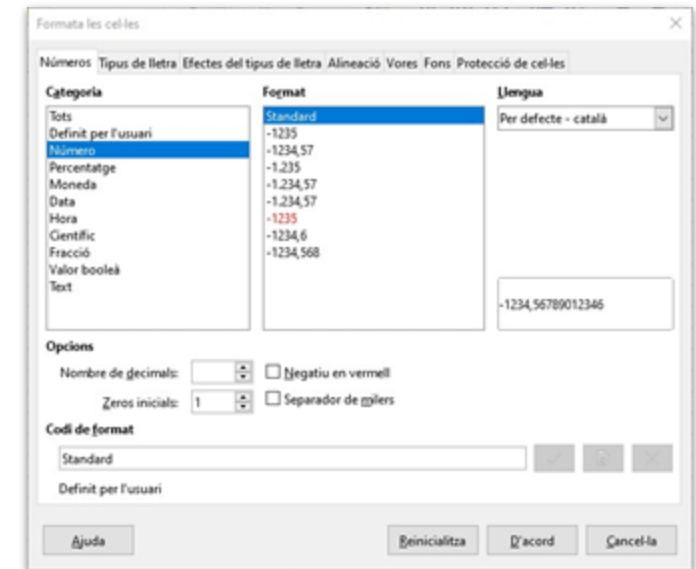 Formata les cel·les
Números Tipus de lletra Efectes del tipus de lletra Alineació Vores Fons Protecció de cel·les
Categoria
Tots
Definit per l'usuari
Número
Percentatge
Moneda
Data
Hora
Científic
Fracció
Valor booleà
Text
Format
Standard
-1235
-1234,57
-1.235
-1.234,57
-1.234,57
-1235
-1234,6
-1234,568
Llengua
Per defecte - català
-1234,56789012346
Opcions
Nombre de decimals:
Negatiu en vermell
Zeros inicials: 1
Separador de milers
Codi de format
Standard
Definit per l'usuari
Ajuda Reinicialitza D'acord Cancel·la